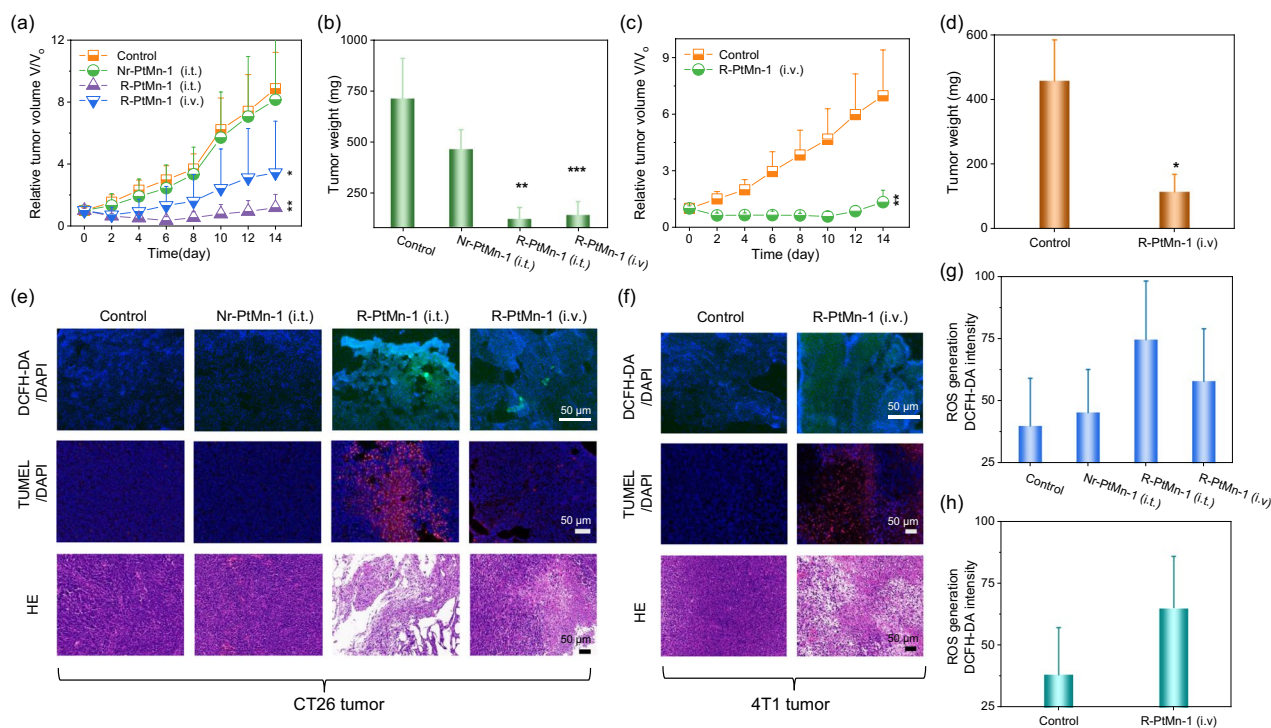 (a)
Relative tumor volume V/Vo
12
8
4
0
Control
Nr-PtMn-1 (i.t.)
R-PtMn-1 (i.t.)
R-PtMn-1 (i.v.)
*
**
0 2 4 6 8 10 12 14
Time(day)
(b)
Tumor weight (mg)
1000
750
500
250
**
***
Control
Nr-PtMn-1 (i.t.)
R-PtMn-1 (i.t.)
R-PtMn-1 (i.v)
(c)
Relative tumor volume V/Vo
9
6
3
0
Control
R-PtMn-1 (i.v.)
**
0 2 4 6 8 10 12 14
Time (day)
(d)
Tumor weight (mg)
600
400
200
0
*
Control
R-PtMn-1 (i.v)
(e)
Control
Nr-PtMn-1 (i.t.)
R-PtMn-1 (i.t.)
R-PtMn-1 (i.v.)
DCFH-DA
/DAPI
50 μm
TUMEL
/DAPI
50 μm
HE
50 μm
CT26 tumor
(f)
Control
R-PtMn-1 (i.v.)
DCFH-DA
/DAPI
50 μm
TUMEL
/DAPI
50 μm
HE
50 μm
4T1 tumor
(g)
ROS generation
DCFH-DA intensity
100
75
50
25
Control
Nr-PtMn-1 (i.t.)
R-PtMn-1 (i.t.)
R-PtMn-1 (i.v)
(h)
ROS generation
DCFH-DA intensity
100
75
50
25
Control
R-PtMn-1 (i.v)